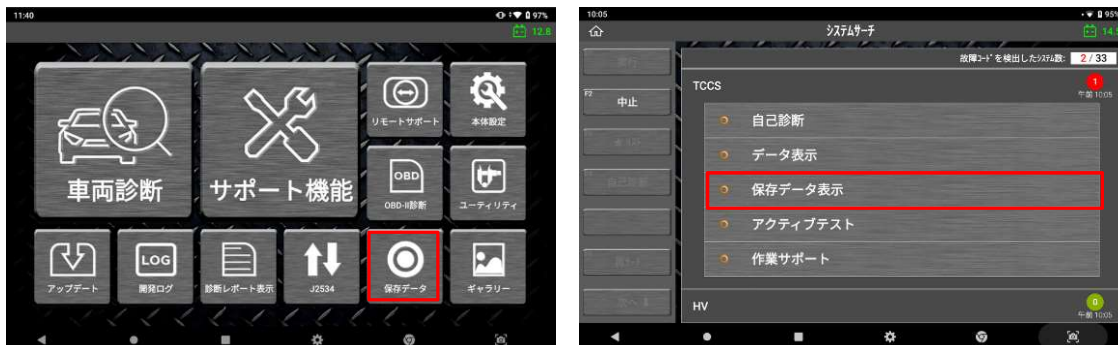 11:40
97%
12.8
リモートサポート
本体設定
車両診断
サポート機能
OBD
OBD-II診断
ユーティリティ
LOG
アップデート
開発ログ
診断レポート表示
J2534
保存データ
ギャラリー
10:05
95%
システムサーチ
14.
故障コードを検出したシステム数: 2 / 33
TCCS
1
午前 10:05
F2
中止
自己診断
データ表示
保存データ表示
アクティブテスト
作業サポート
HV
0
午前 10:05